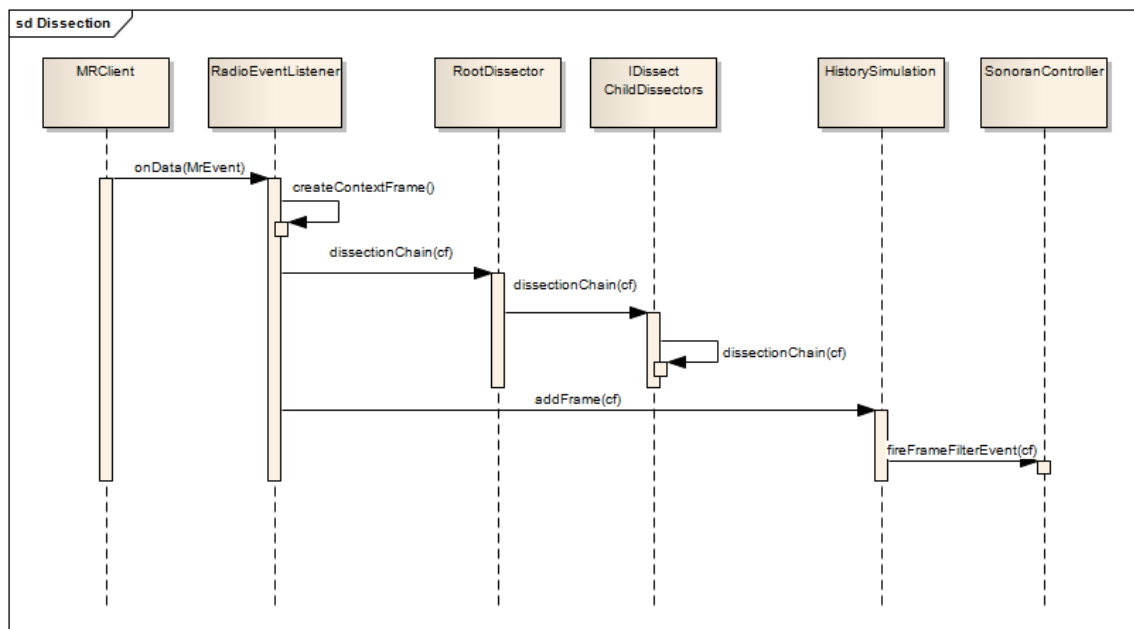 sd Dissection
MRClient
RadioEventListener
RootDissector
IDissect
ChildDissectors
HistorySimulation
SonoranController
onData(MrEvent)
createContextFrame()
dissectionChain(cf)
dissectionChain(cf)
dissectionChain(cf)
addFrame(cf)
fireFrameFilterEvent(cf)